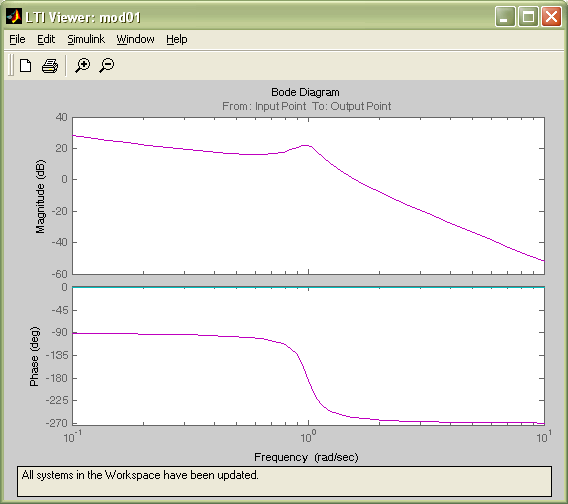 LTI Viewer: mod01
File Edit Simulink Window Help
Bode Diagram
From: Input Point To: Output Point
Magnitude (dB)
40
20
0
-20
-40
-60
Phase (deg)
0
-45
-90
-135
-180
-225
-270
10^-1 10^0 10^1
Frequency (rad/sec)
All systems in the Workspace have been updated.